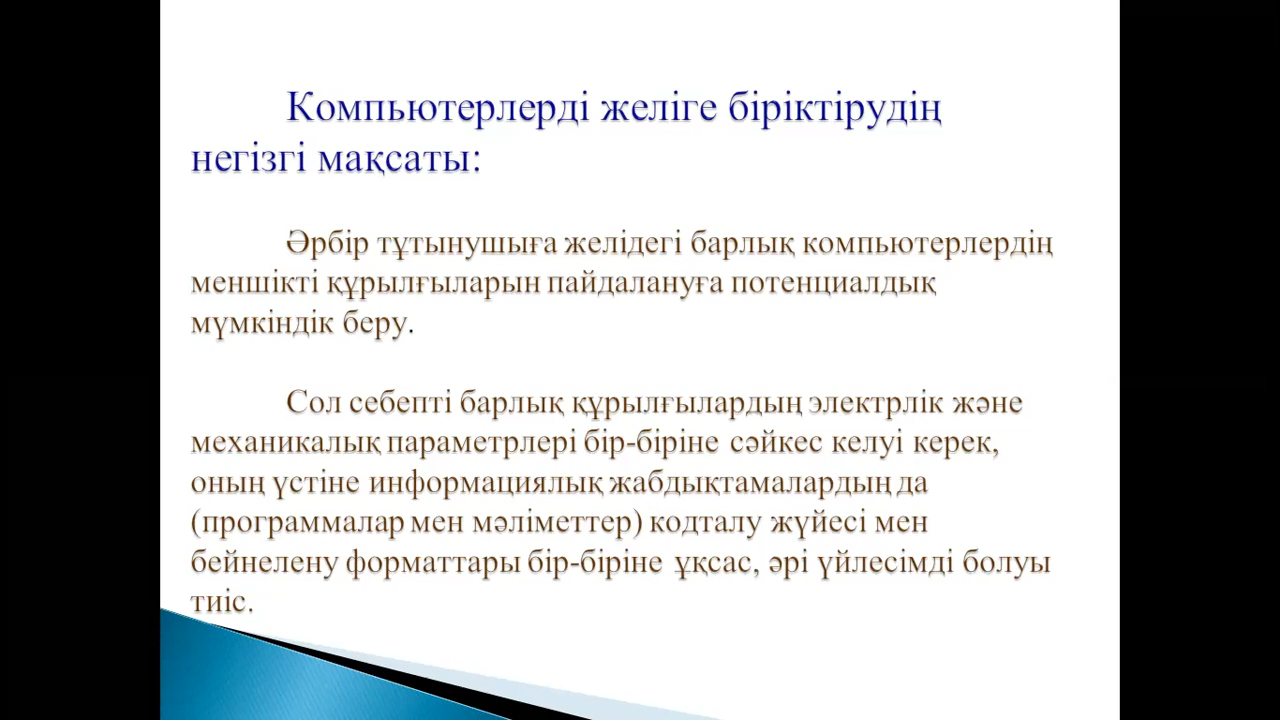 Компьютерлерді желіге біріктірудің
негізгі мақсаты:
Әрбір тұтынушыға желідегі барлық компьютерлердің
меншікті құрылғыларын пайдалануға потенциалдық
мүмкіндік беру.
Сол себепті барлық құрылғылардың электрлік және
механикалық параметрлері бір-біріне сәйкес келуі керек,
оның үстіне информациялық жабдықтамалардың да
(программалар мен мәліметтер) кодталу жүйесі мен
бейнелену форматтары бір-біріне ұқсас, әрі үйлесімді болуы
тиіс.